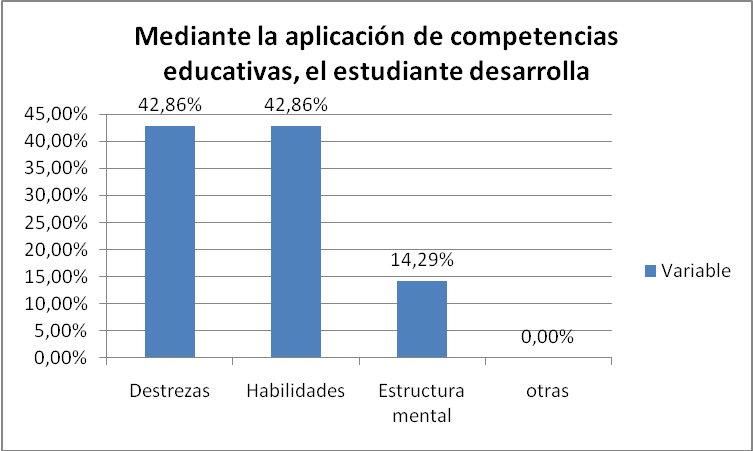 Mediante la aplicación de competencias
educativas, el estudiante desarrolla
45,00%
40,00%
35,00%
30,00%
25,00%
20,00%
15,00%
10,00%
5,00%
0,00%
42,86%
42,86%
14,29%
0,00%
Destrezas
Habilidades
Estructura
mental
otras
Variable